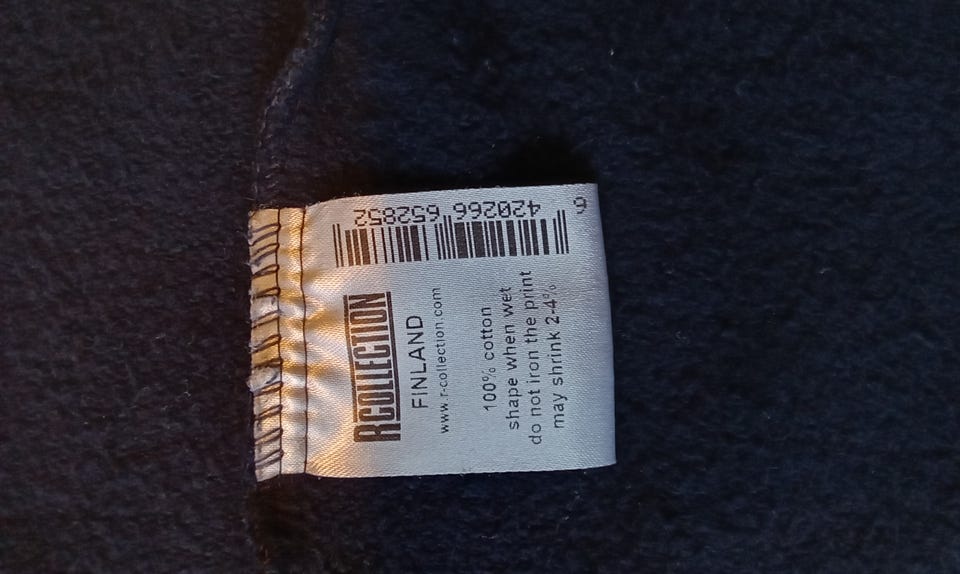 RCOLLECTION
FINLAND
www.r-collection.com
100% cotton
shape when wet
do not iron the print
may shrink 2-4%
6 420266 652852